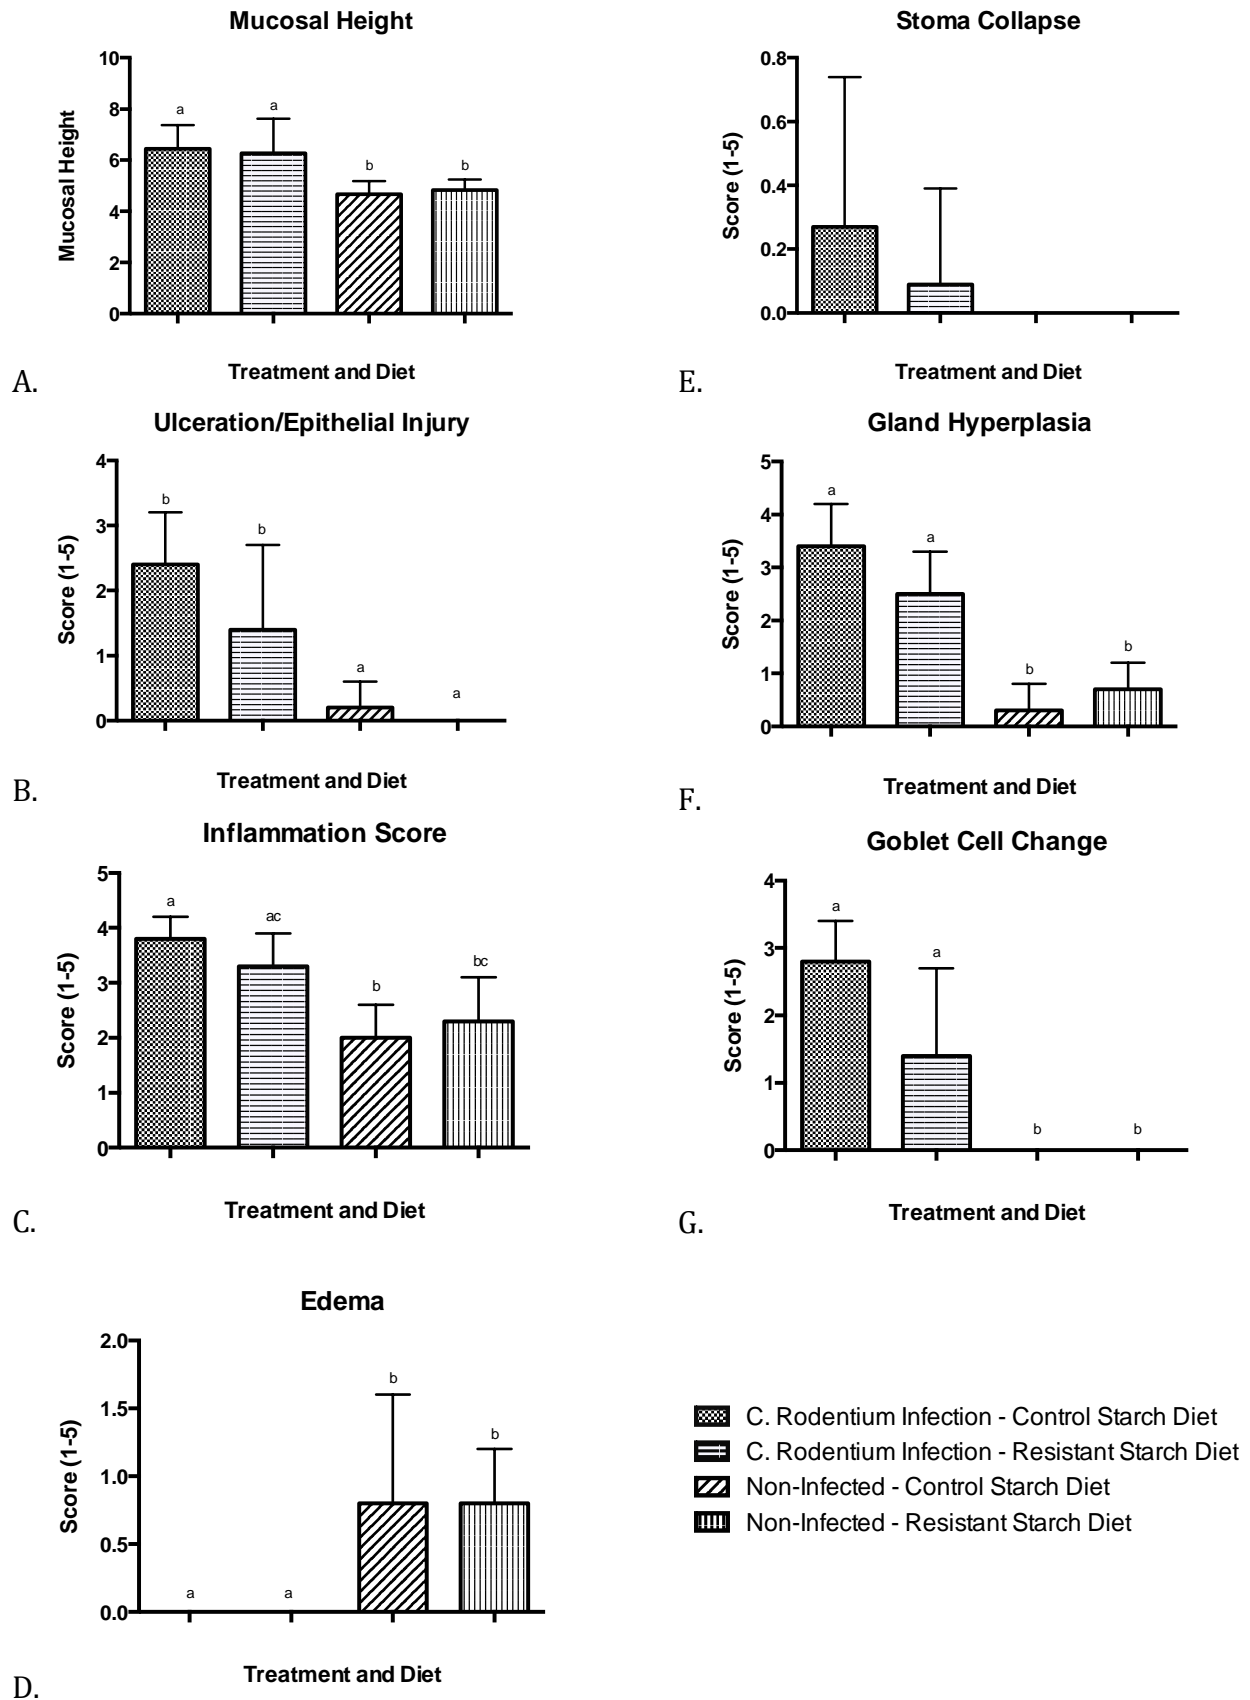 Mucosal Height
10
8
6
4
2
0
Mucosal Height
a
a
b
b
Treatment and Diet
A.
Ulceration/Epithelial Injury
4
3
2
1
0
Score (1-5)
b
b
a
a
Treatment and Diet
B.
Inflammation Score
5
4
3
2
1
0
Score (1-5)
a
ac
b
bc
Treatment and Diet
C.
Edema
2.0
1.5
1.0
0.5
0.0
Score (1-5)
a
a
b
b
Treatment and Diet
D.
Stoma Collapse
0.8
0.6
0.4
0.2
0.0
Score (1-5)
Treatment and Diet
E.
Gland Hyperplasia
5
4
3
2
1
0
Score (1-5)
a
a
b
b
Treatment and Diet
F.
Goblet Cell Change
4
3
2
1
0
Score (1-5)
a
a
b
b
Treatment and Diet
G.
C. Rodentium Infection - Control Starch Diet
C. Rodentium Infection - Resistant Starch Diet
Non-Infected - Control Starch Diet
Non-Infected - Resistant Starch Diet